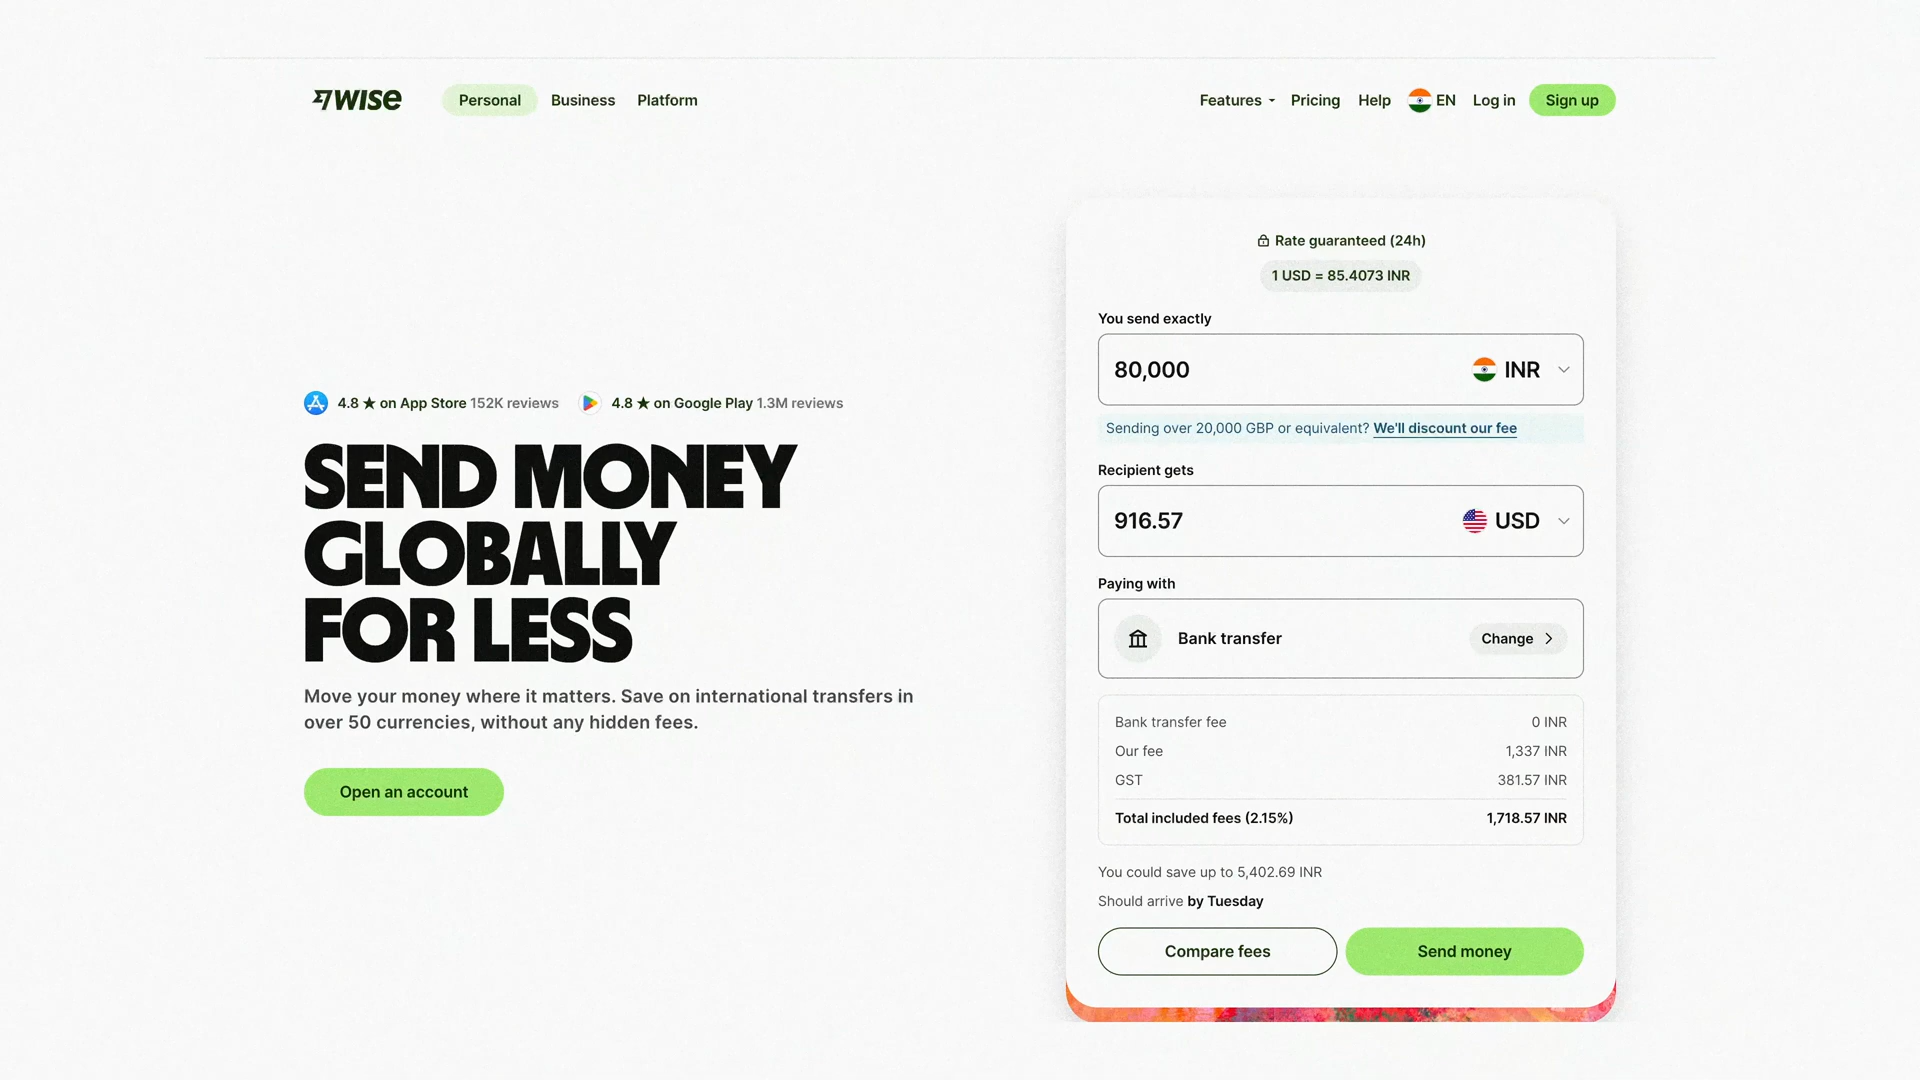 WISE
Personal
Business
Platform
Features
Pricing
Help
EN
Log in
Sign up
4.8 ★ on App Store 152K reviews
4.8 ★ on Google Play 1.3M reviews
SEND MONEY
GLOBALLY
FOR LESS
Move your money where it matters. Save on international transfers in
over 50 currencies, without any hidden fees.
Open an account
Rate guaranteed (24h)
1 USD = 85.4073 INR
You send exactly
80,000 INR
Sending over 20,000 GBP or equivalent? We'll discount our fee
Recipient gets
916.57 USD
Paying with
Bank transfer Change
Bank transfer fee 0 INR
Our fee 1,337 INR
GST 381.57 INR
Total included fees (2.15%) 1,718.57 INR
You could save up to 5,402.69 INR
Should arrive by Tuesday
Compare fees
Send money